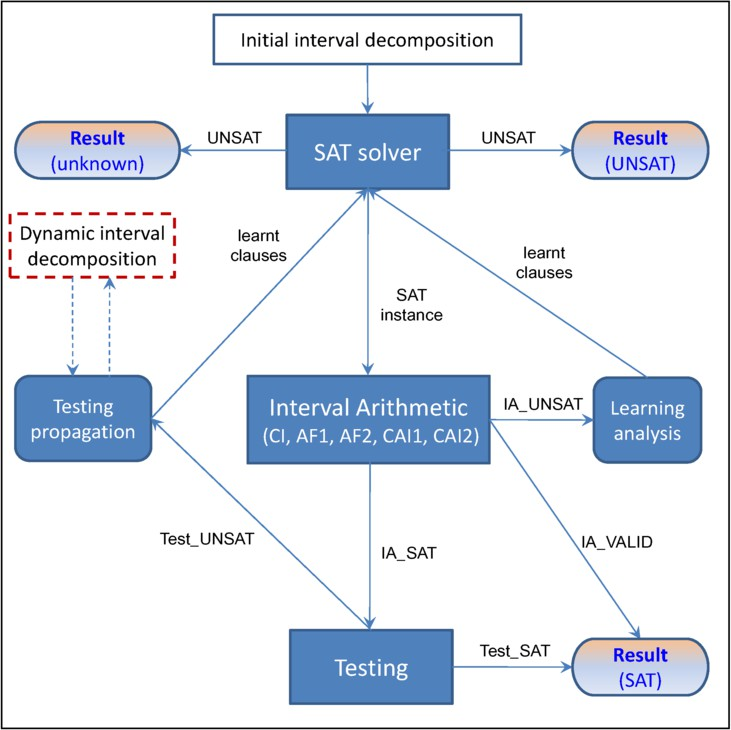 Initial interval decomposition
Result
(unknown)
UNSAT
SAT solver
UNSAT
Result
(UNSAT)
Dynamic interval
decomposition
learnt
clauses
SAT
instance
learnt
clauses
Testing
propagation
Interval Arithmetic
(CI, AF1, AF2, CAI1, CAI2)
IA_UNSAT
Learning
analysis
Test_UNSAT
IA_SAT
IA_VALID
Testing
Test_SAT
Result
(SAT)